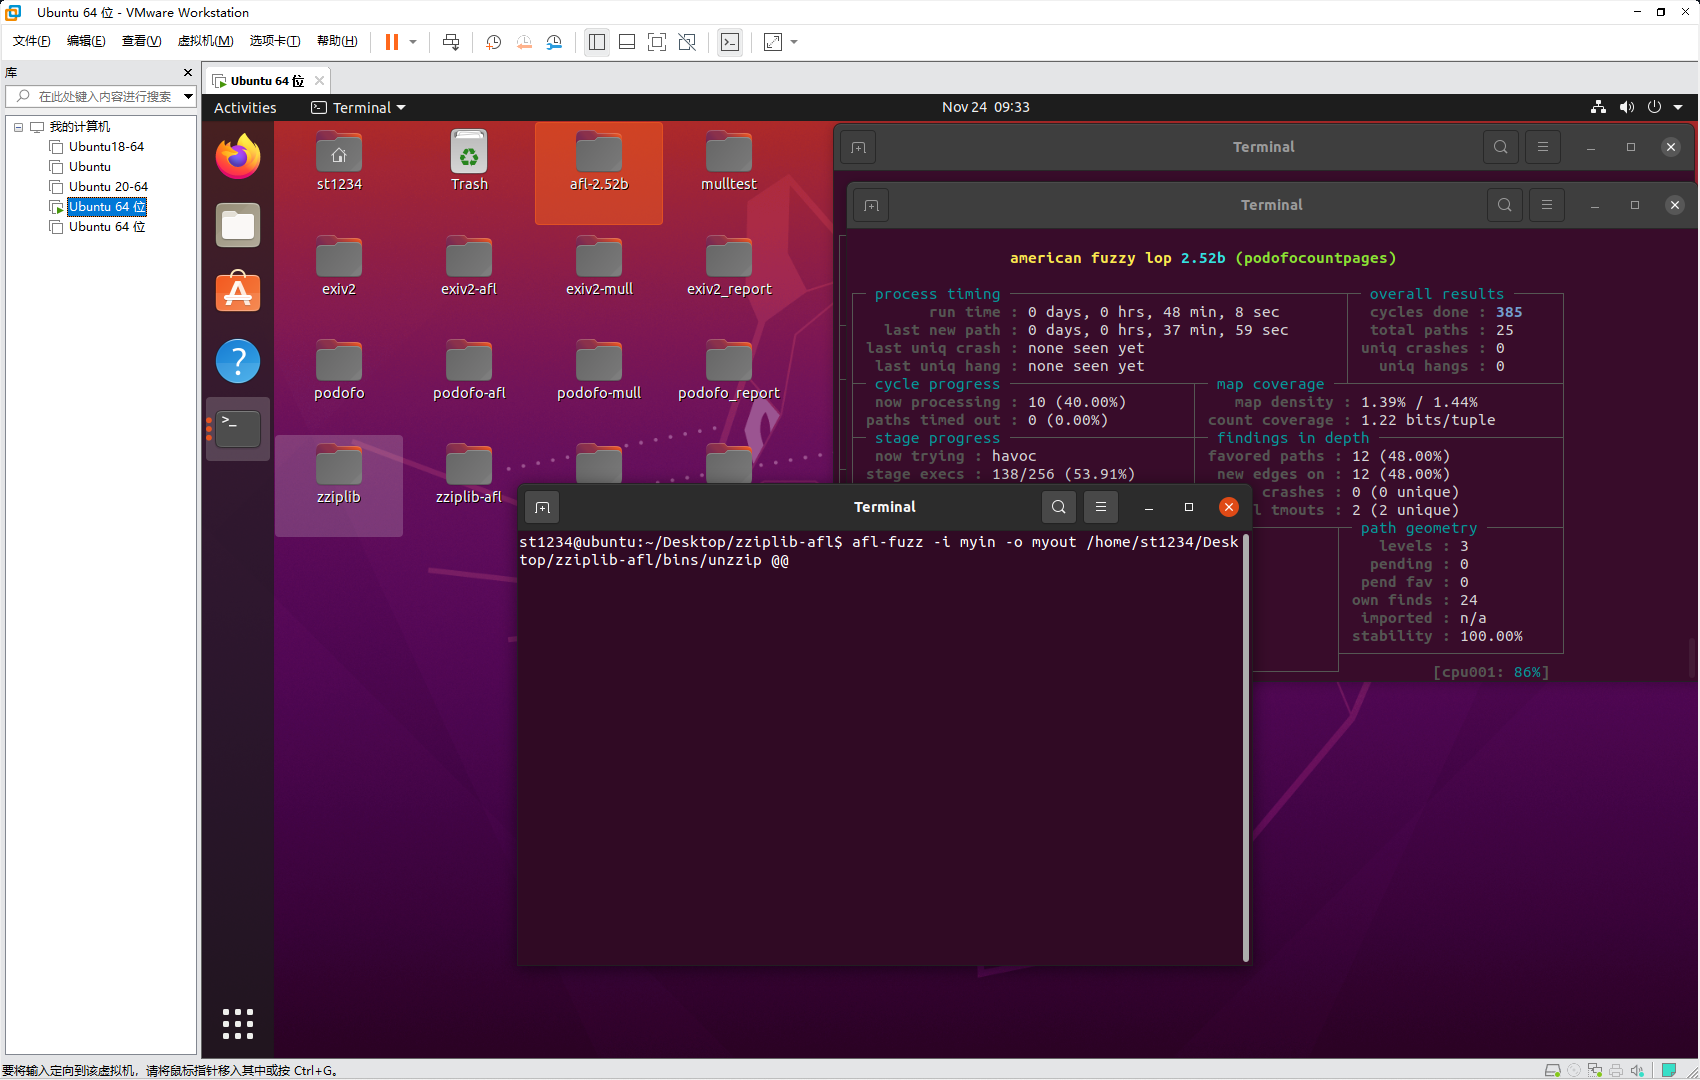 Ubuntu 64 位 - VMware Workstation
文件(F) 编辑(E) 查看(V) 虚拟机(M) 选项卡(T) 帮助(H)
库
在此处键入内容进行搜索
我的计算机
Ubuntu18-64
Ubuntu
Ubuntu 20-64
Ubuntu 64 位
Ubuntu 64 位
Ubuntu 64 位
Activities Terminal Nov 24 09:33
st1234 Trash afl-2.52b mulltest
exiv2 exiv2-afl exiv2-mull exiv2_report
podofo podofo-afl podofo-mull podofo_report
zziplib zziplib-afl
Terminal
Terminal
american fuzzy lop 2.52b (podofocountpages)
process timing overall results
run time : 0 days, 0 hrs, 48 min, 8 sec cycles done : 385
last new path : 0 days, 0 hrs, 37 min, 59 sec total paths : 25
last uniq crash : none seen yet uniq crashes : 0
last uniq hang : none seen yet uniq hangs : 0
cycle progress map coverage
now processing : 10 (40.00%) map density : 1.39% / 1.44%
paths timed out : 0 (0.00%) count coverage : 1.22 bits/tuple
stage progress findings in depth
now trying : havoc favored paths : 12 (48.00%)
stage execs : 138/256 (53.91%) new edges on : 12 (48.00%)
crashes : 0 (0 unique)
l tmouts : 2 (2 unique)
path geometry
levels : 3
pending : 0
pend fav : 0
own finds : 24
imported : n/a
stability : 100.00%
[cpu001: 86%]
Terminal
st1234@ubuntu:~/Desktop/zziplib-afl$ afl-fuzz -i myin -o myout /home/st1234/Desk
top/zziplib-afl/bins/unzzip @@
要将输入定向到该虚拟机，请将鼠标指针移入其中或按 Ctrl+G。